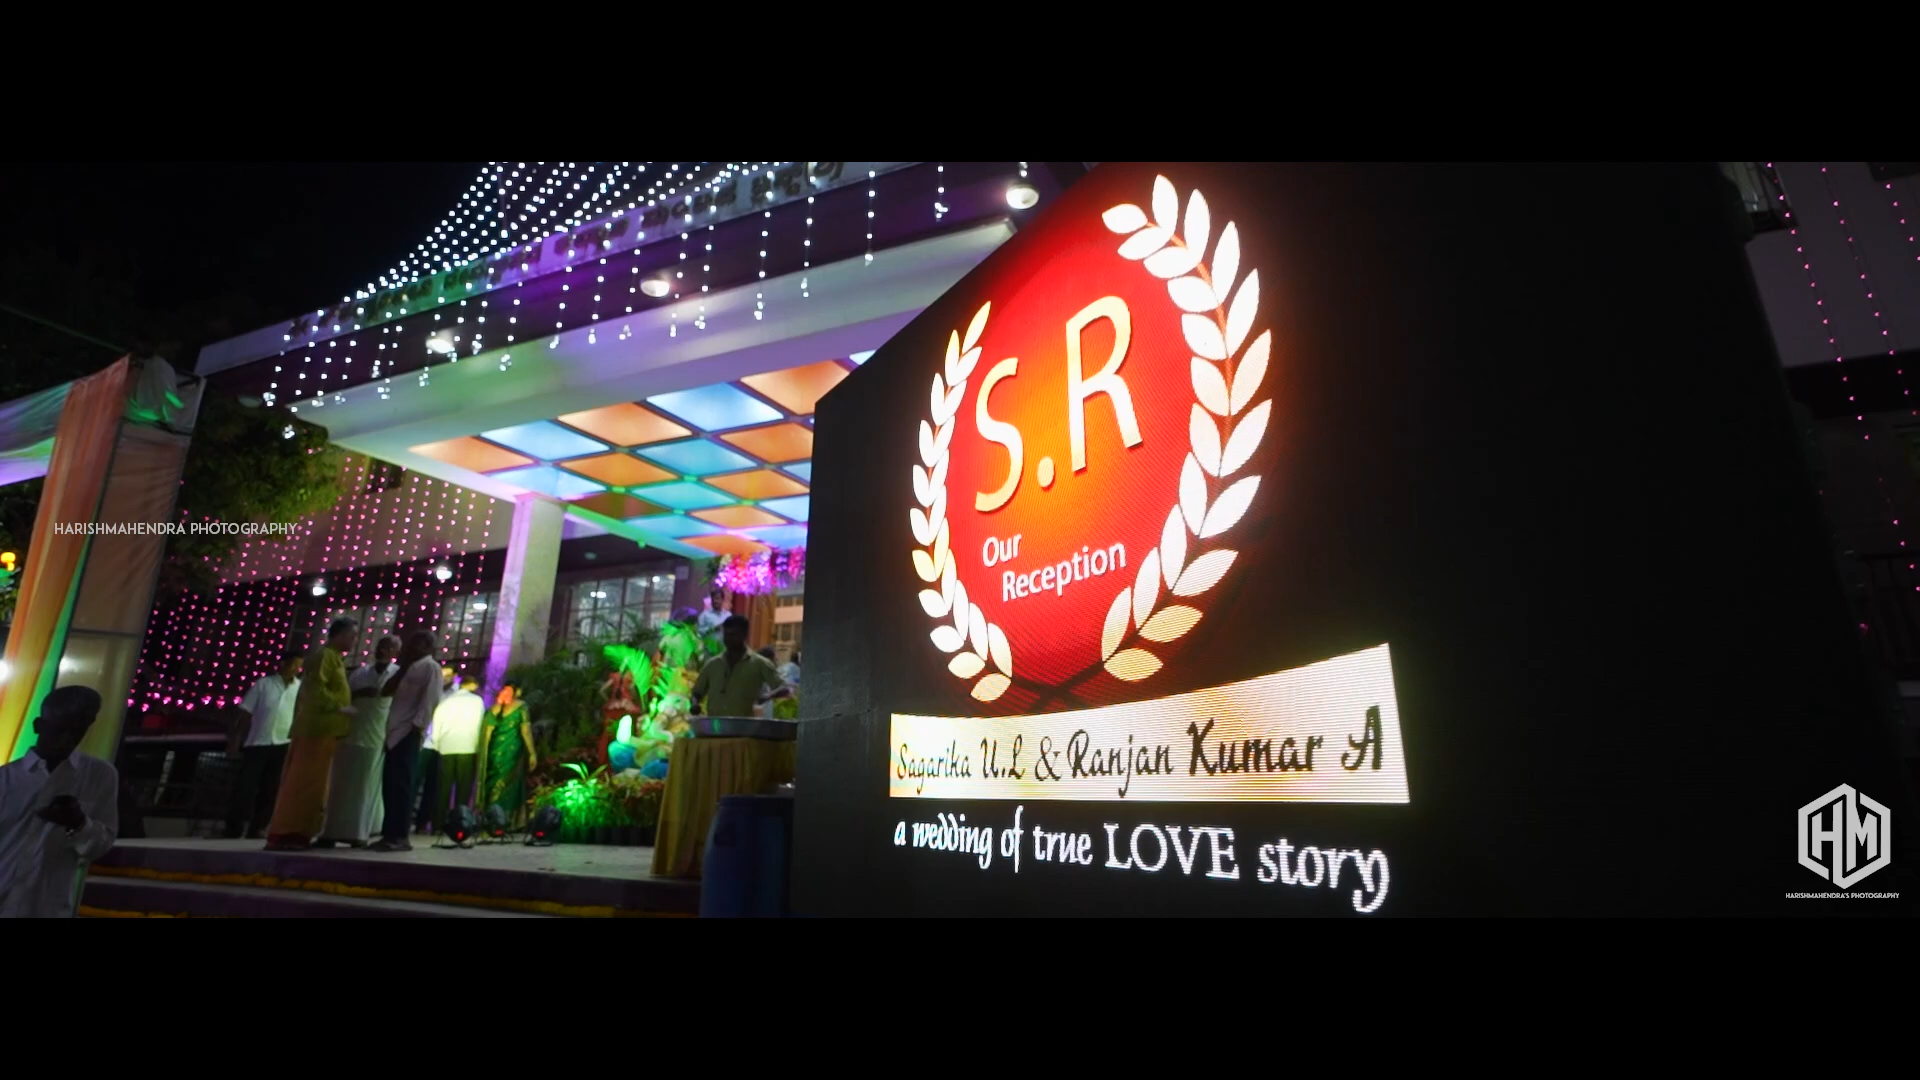 HARISHMAHENDRA PHOTOGRAPHY
S.R
Our
Reception
Sagarika U.L & Ranjan Kumar A
a wedding of true LOVE story
HM
HARISHMAHENDRA'S PHOTOGRAPHY